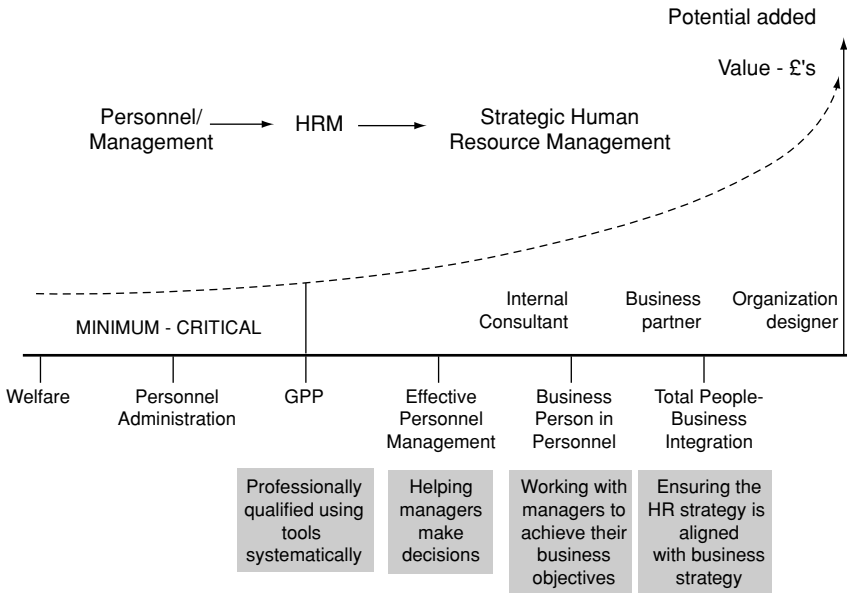 Potential added
Value - £'s
Personnel/
Management
HRM
Strategic Human
Resource Management
MINIMUM - CRITICAL
Internal
Consultant
Business
partner
Organization
designer
Welfare
Personnel
Administration
GPP
Effective
Personnel
Management
Business
Person in
Personnel
Total People-
Business
Integration
Professionally
qualified using
tools
systematically
Helping
managers
make
decisions
Working with
managers to
achieve their
business
objectives
Ensuring the
HR strategy is
aligned
with business
strategy